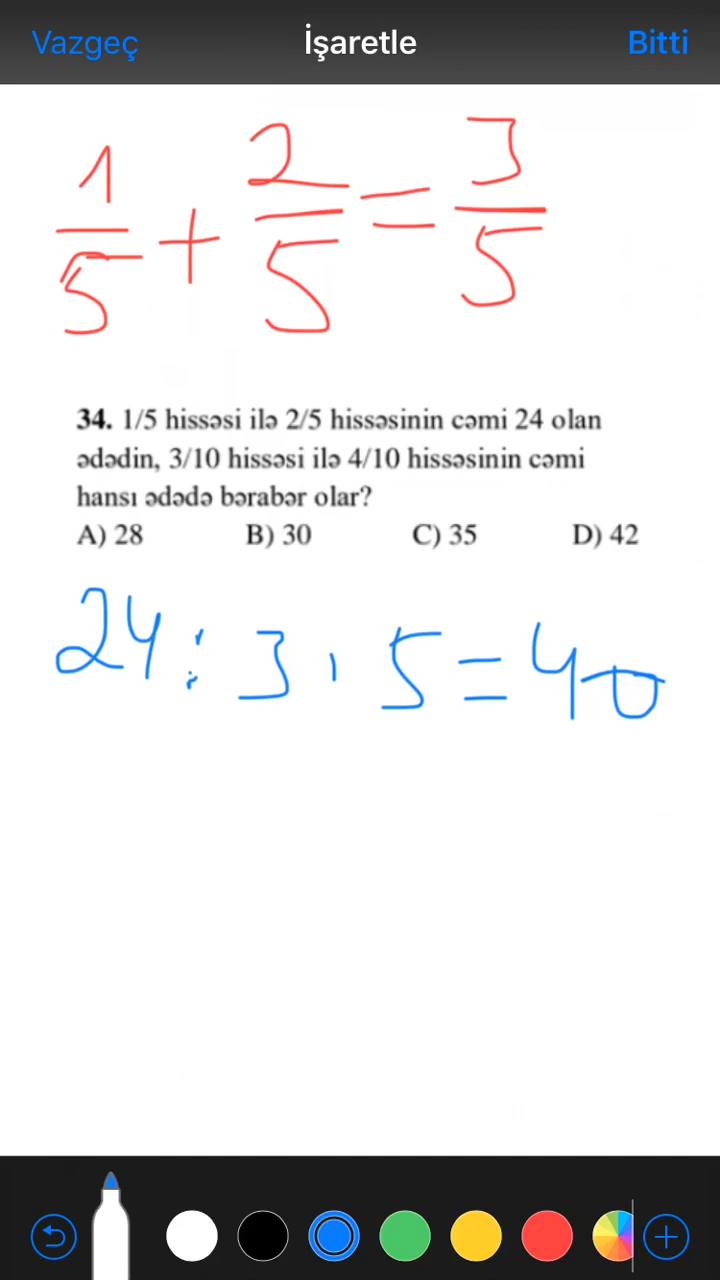 Vazgeç İşaretle Bitti
1/5 + 2/5 = 3/5
34. 1/5 hissəsi ilə 2/5 hissəsinin cəmi 24 olan
ədədin, 3/10 hissəsi ilə 4/10 hissəsinin cəmi
hansı ədədə bərabər olar?
A) 28 B) 30 C) 35 D) 42
24 : 3 · 5 = 40